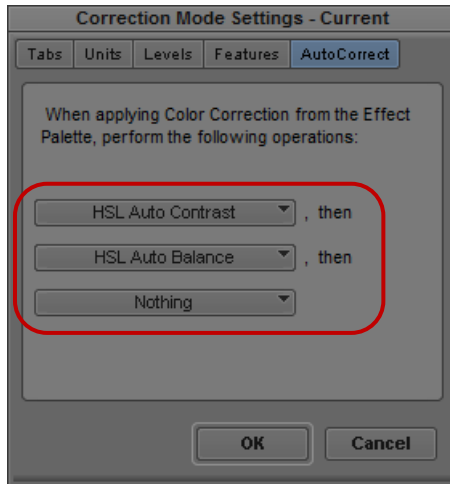 Correction Mode Settings - Current
Tabs Units Levels Features AutoCorrect
When applying Color Correction from the Effect
Palette, perform the following operations:
HSL Auto Contrast , then
HSL Auto Balance , then
Nothing
OK Cancel